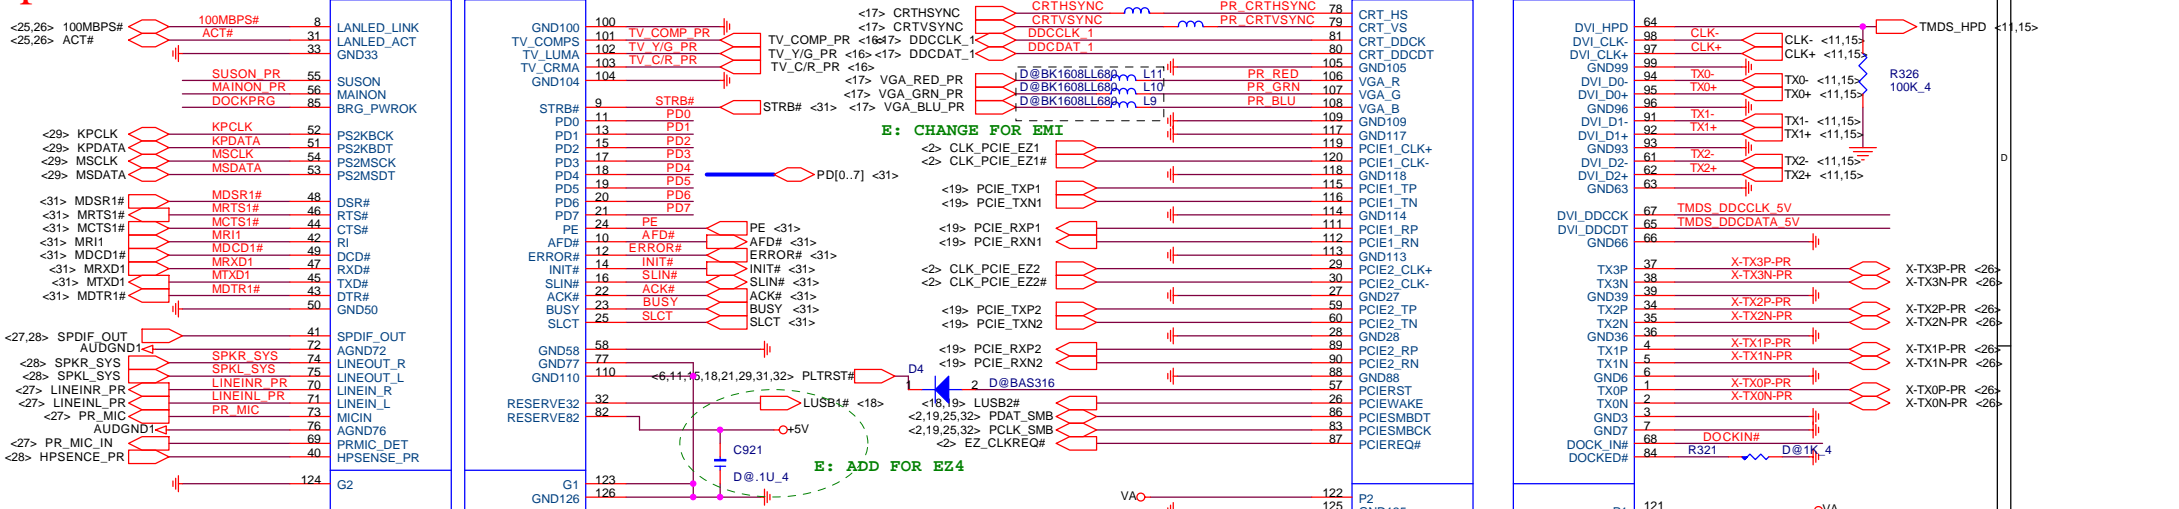 <25,26> 100MBPS# 100MBPS# 8 LANLED_LINK
<25,26> ACT# ACT# 31 LANLED_ACT
33 GND33
SUSON_PR 55 SUSON
MAINON_PR 56 MAINON
DOCKPRG 85 BRG_PWROK
<29> KPCLK KPCLK 52 PS2KBCK
<29> KPDATA KPDATA 51 PS2KBDT
<29> MSCLK MSCLK 54 PS2MSCK
<29> MSDATA MSDATA 53 PS2MSDT
<31> MDSR1# MDSR1# 48 DSR#
<31> MRTS1# MRTS1# 46 RTS#
<31> MCTS1# MCTS1# 44 CTS#
<31> MRI1 MRI1 42 RI
<31> MDCD1# MDCD1# 49 DCD#
<31> MRXD1 MRXD1 47 RXD#
<31> MTXD1 MTXD1 45 TXD#
<31> MDTR1# MDTR1# 43 DTR#
50 GND50
<27,28> SPDIF_OUT 41 SPDIF_OUT
AUDGND1 72 AGND72
<28> SPKR_SYS SPKR_SYS 74 LINEOUT_R
<28> SPKL_SYS SPKL_SYS 75 LINEOUT_L
<27> LINEINR_PR LINEINR_PR 70 LINEIN_R
<27> LINEINL_PR LINEINL_PR 71 LINEIN_L
<27> PR_MIC PR_MIC 73 MICIN
AUDGND1 76 AGND76
<27> PR_MIC_IN 69 PRMIC_DET
<28> HPSENCE_PR 40 HPSENSE_PR
124 G2
GND100 100
TV_COMPS 101 TV_COMP_PR TV_COMP_PR <16>
TV_LUMA 102 TV_Y/G_PR TV_Y/G_PR <16>
TV_CRMA 103 TV_C/R_PR TV_C/R_PR <16>
GND104 104
STRB# 9 STRB# STRB# <31>
PD0 11 PD0
PD1 13 PD1
PD2 15 PD2
PD3 17 PD3
PD4 18 PD4 PD[0..7] <31>
PD5 19 PD5
PD6 20 PD6
PD7 21 PD7
PE 24 PE PE <31>
AFD# 10 AFD# AFD# <31>
ERROR# 12 ERROR# ERROR# <31>
INIT# 14 INIT# INIT# <31>
SLIN# 16 SLIN# SLIN# <31>
ACK# 22 ACK# ACK# <31>
BUSY 23 BUSY BUSY <31>
SLCT 25 SLCT SLCT <31>
GND58 58
GND77 77
GND110 110
RESERVE32 32 LUSB1# <18>
RESERVE82 82 +5V
C921
D@.1U_4
E: ADD FOR EZ4
G1 123
GND126 126
<17> CRTHSYNC CRTHSYNC PR_CRTHSYNC 78 CRT_HS
<17> CRTVSYNC CRTVSYNC PR_CRTVSYNC 79 CRT_VS
<17> DDCCLK_1 DDCCLK_1 81 CRT_DDCK
<17> DDCDAT_1 DDCDAT_1 80 CRT_DDCDT
105 GND105
<17> VGA_RED_PR D@BK1608LL680 L11 PR_RED 106 VGA_R
<17> VGA_GRN_PR D@BK1608LL680 L10 PR_GRN 107 VGA_G
<17> VGA_BLU_PR D@BK1608LL680 L9 PR_BLU 108 VGA_B
109 GND109
E: CHANGE FOR EMI
117 GND117
<2> CLK_PCIE_EZ1 119 PCIE1_CLK+
<2> CLK_PCIE_EZ1# 120 PCIE1_CLK-
118 GND118
<19> PCIE_TXP1 115 PCIE1_TP
<19> PCIE_TXN1 116 PCIE1_TN
114 GND114
<19> PCIE_RXP1 111 PCIE1_RP
<19> PCIE_RXN1 112 PCIE1_RN
113 GND113
<2> CLK_PCIE_EZ2 29 PCIE2_CLK+
<2> CLK_PCIE_EZ2# 30 PCIE2_CLK-
27 GND27
<19> PCIE_TXP2 59 PCIE2_TP
<19> PCIE_TXN2 60 PCIE2_TN
28 GND28
<19> PCIE_RXP2 89 PCIE2_RP
<19> PCIE_RXN2 90 PCIE2_RN
88 GND88
<6,11,15,18,21,29,31,32> PLTRST# D4 1 2 D@BAS316 57 PCIERST
<18,19> LUSB2# 26 PCIEWAKE
<2,19,25,32> PDAT_SMB 86 PCIESMBDT
<2,19,25,32> PCLK_SMB 83 PCIESMBCK
<2> EZ_CLKREQ# 87 PCIEREQ#
VA 122 P2
125
DVI_HPD 64 TMDS_HPD <11,15>
DVI_CLK- 98 CLK- CLK- <11,15>
DVI_CLK+ 97 CLK+ CLK+ <11,15>
GND99 99
DVI_D0- 94 TX0- TX0- <11,15>
DVI_D0+ 95 TX0+ TX0+ <11,15>
R326
100K_4
GND96 96
DVI_D1- 91 TX1- TX1- <11,15>
DVI_D1+ 92 TX1+ TX1+ <11,15>
GND93 93
DVI_D2- 61 TX2- TX2- <11,15>
DVI_D2+ 62 TX2+ TX2+ <11,15>
GND63 63
D
DVI_DDCCK 67 TMDS_DDCCLK_5V
DVI_DDCDT 65 TMDS_DDCDATA_5V
GND66 66
TX3P 37 X-TX3P-PR X-TX3P-PR <26>
TX3N 38 X-TX3N-PR X-TX3N-PR <26>
GND39 39
TX2P 34 X-TX2P-PR X-TX2P-PR <26>
TX2N 35 X-TX2N-PR X-TX2N-PR <26>
GND36 36
TX1P 4 X-TX1P-PR X-TX1P-PR <26>
TX1N 5 X-TX1N-PR X-TX1N-PR <26>
GND6 6
TX0P 1 X-TX0P-PR X-TX0P-PR <26>
TX0N 2 X-TX0N-PR X-TX0N-PR <26>
GND3 3
GND7 7
DOCK_IN# 68 DOCKIN#
DOCKED# 84 R321 D@1K_4
121 VA